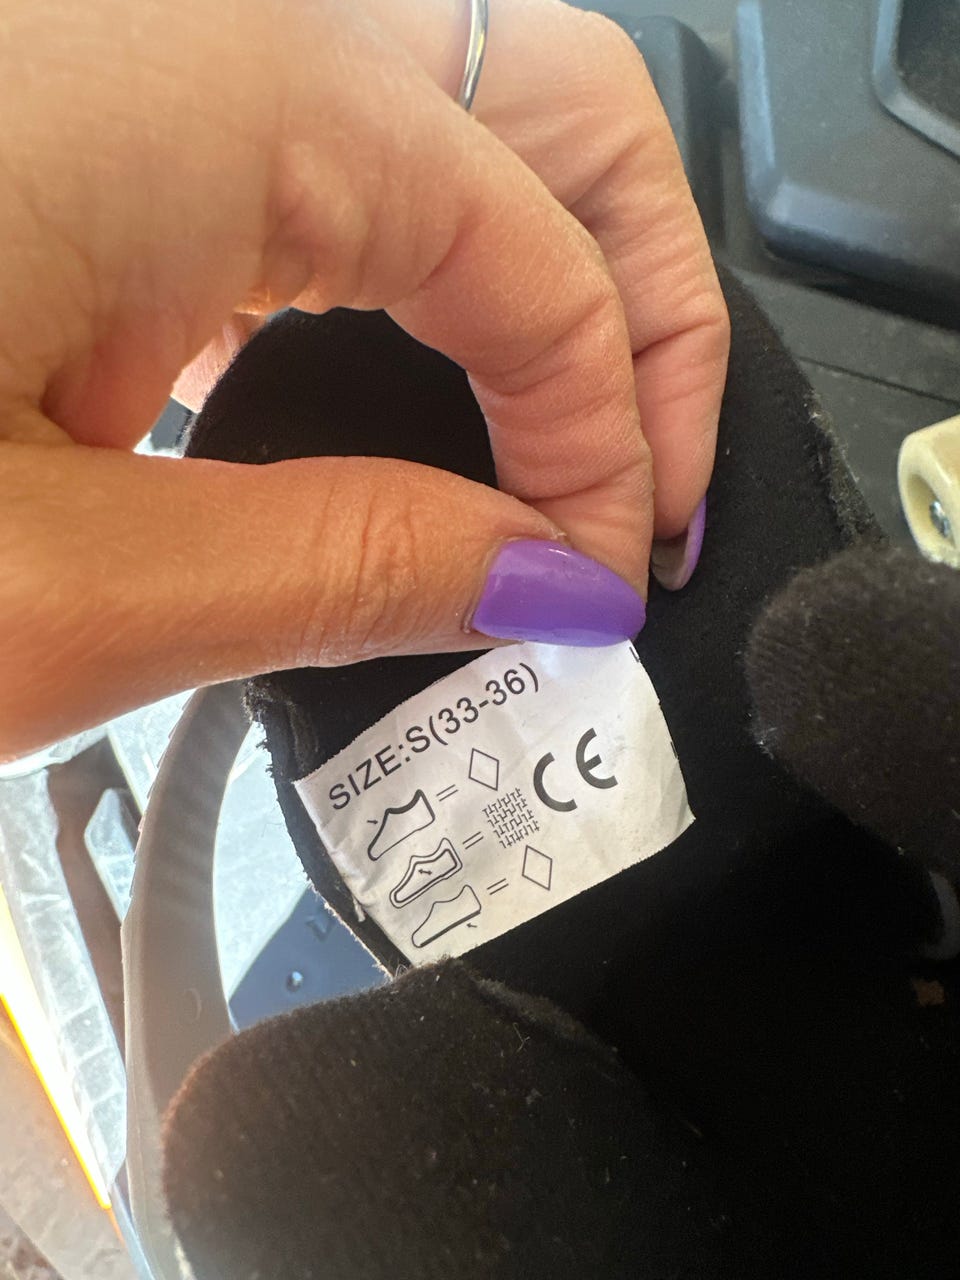 SIZE:S(33-36)
=
=
=
CE